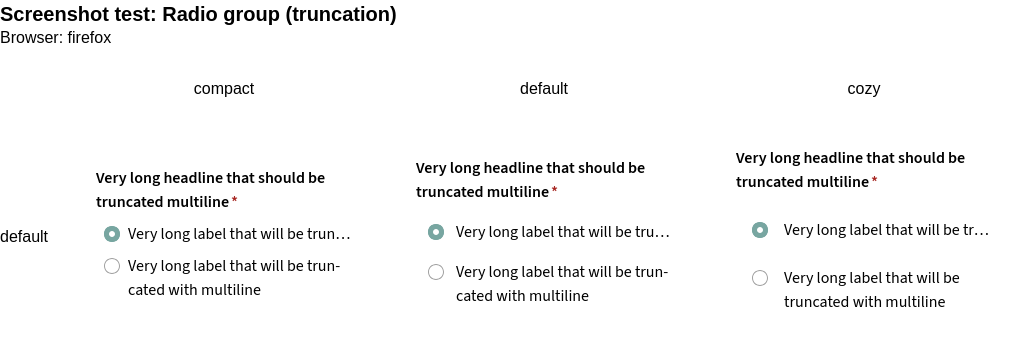 Screenshot test: Radio group (truncation)
Browser: firefox
compact
default
cozy
default
Very long headline that should be
truncated multiline *
Very long label that will be trun…
Very long label that will be trun-
cated with multiline
Very long headline that should be
truncated multiline *
Very long label that will be tru…
Very long label that will be trun-
cated with multiline
Very long headline that should be
truncated multiline *
Very long label that will be tr…
Very long label that will be
truncated with multiline